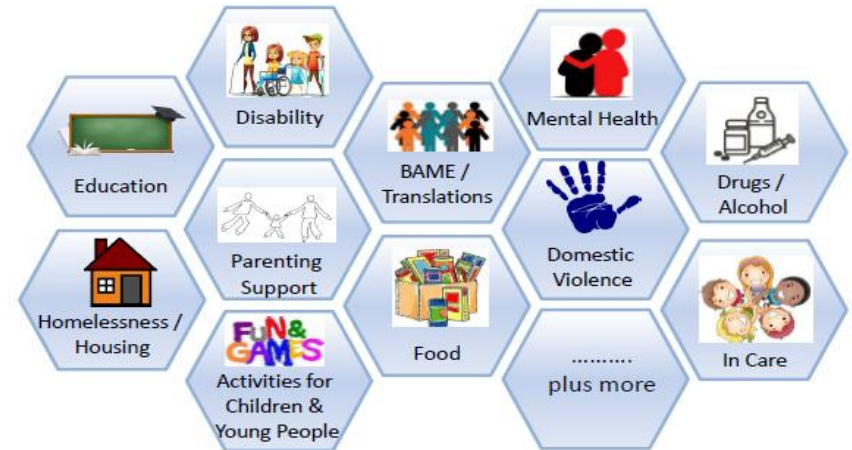 Disability
Mental Health
Education
BAME /
Translations
Drugs /
Alcohol
Parenting
Support
Domestic
Violence
Homelessness /
Housing
FUN &
GAMES
Activities for
Children &
Young People
Food
..........
plus more
In Care